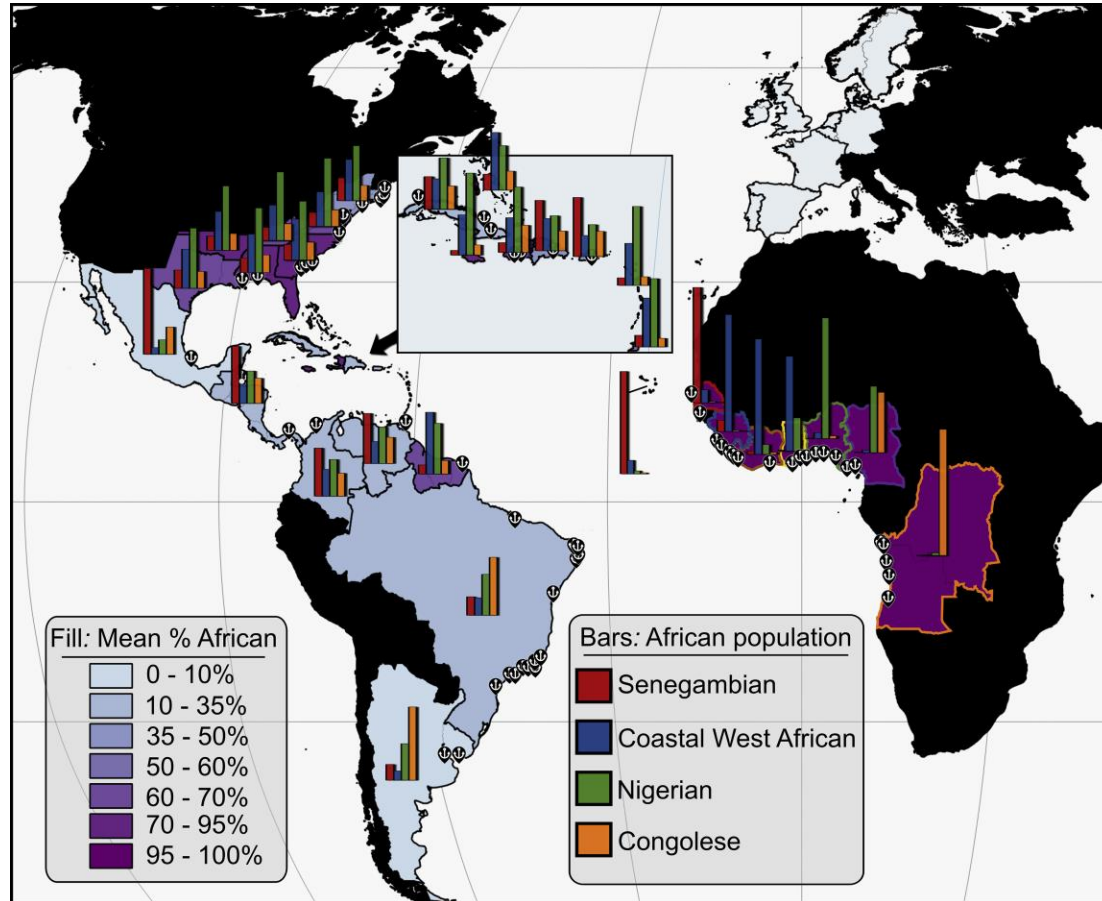 Fill: Mean % African
0 - 10%
10 - 35%
35 - 50%
50 - 60%
60 - 70%
70 - 95%
95 - 100%
Bars: African population
Senegambian
Coastal West African
Nigerian
Congolese